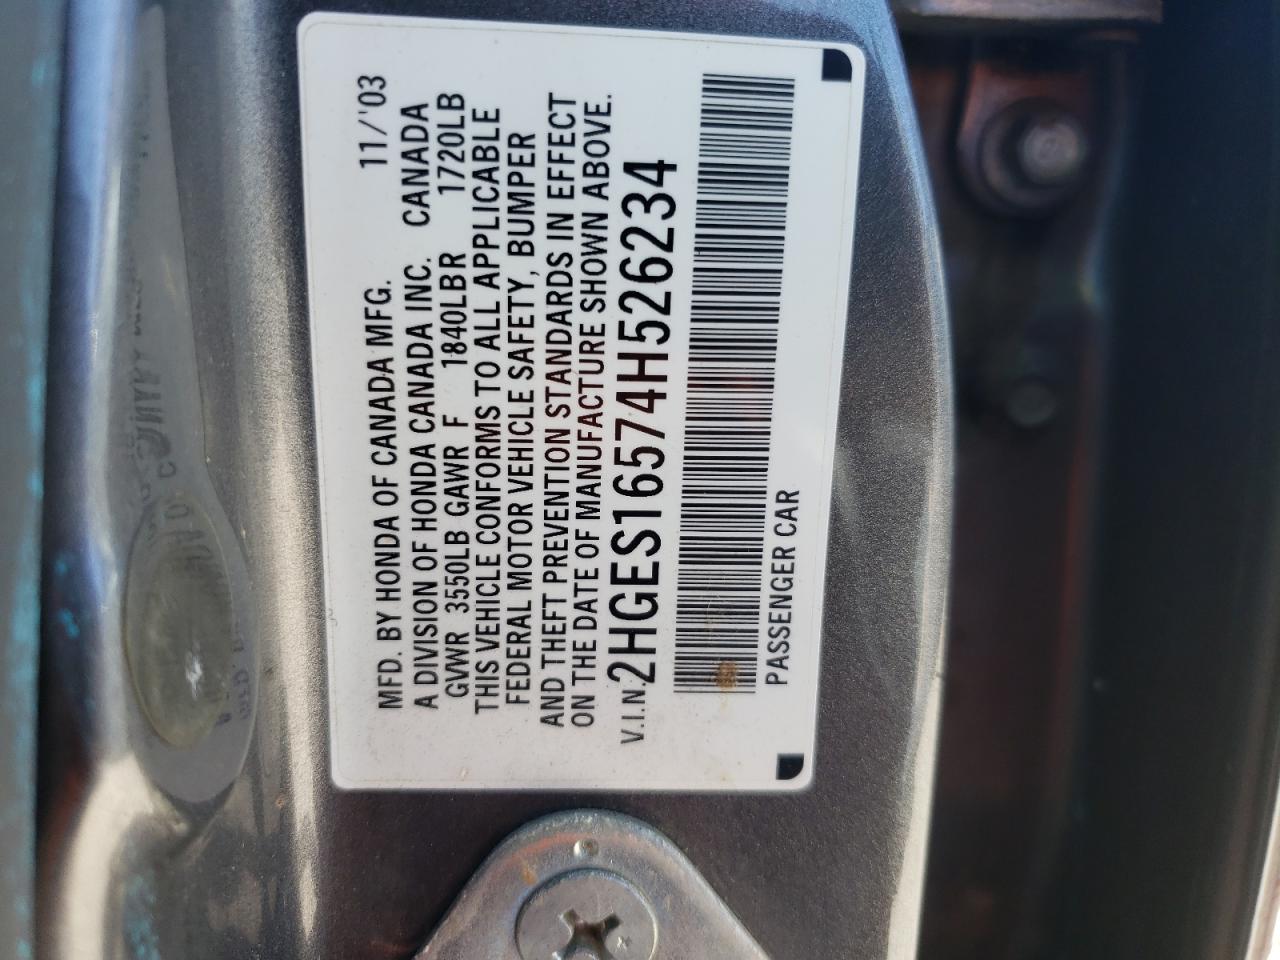 MFD. BY HONDA OF CANADA MFG. 11/'03
A DIVISION OF HONDA CANADA INC. CANADA
GVWR 3550LB GAWR F 1840LBR 1720LB
THIS VEHICLE CONFORMS TO ALL APPLICABLE
FEDERAL MOTOR VEHICLE SAFETY, BUMPER
AND THEFT PREVENTION STANDARDS IN EFFECT
ON THE DATE OF MANUFACTURE SHOWN ABOVE.
V.I.N. 2HGES16574H526234
PASSENGER CAR